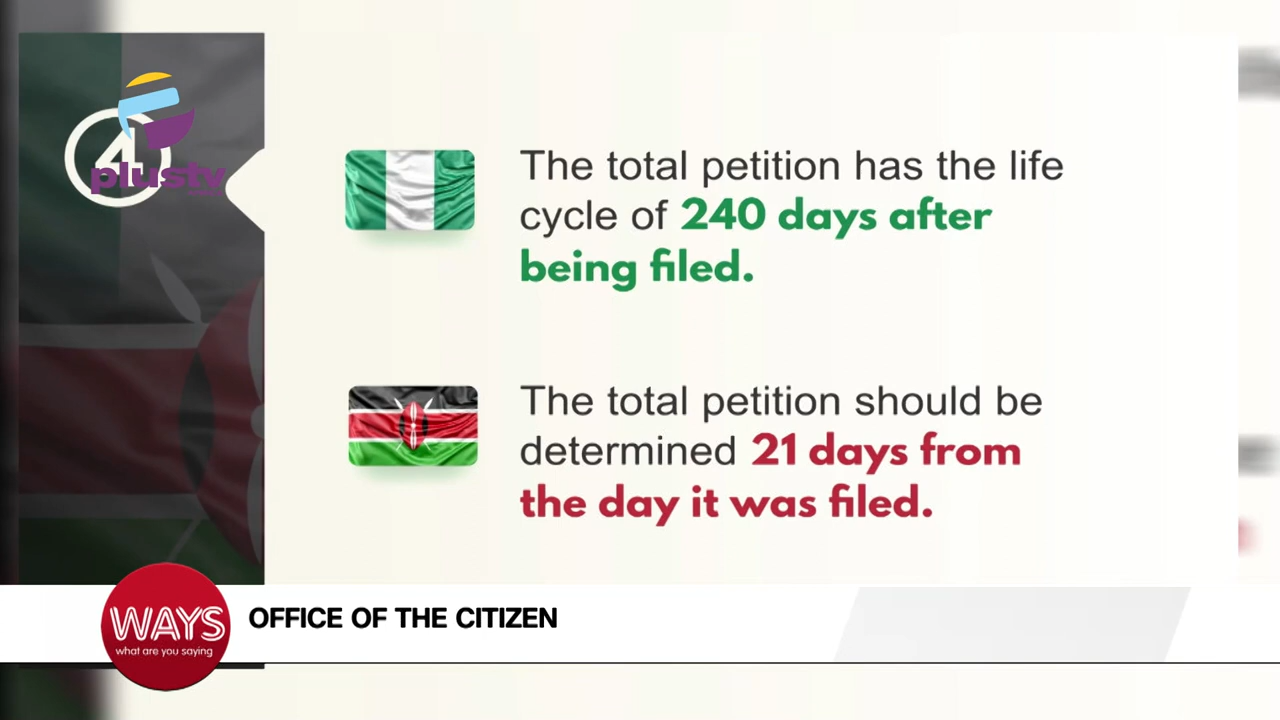 4
plustv
The total petition has the life
cycle of 240 days after
being filed.
The total petition should be
determined 21 days from
the day it was filed.
WAYS
what are you saying
OFFICE OF THE CITIZEN